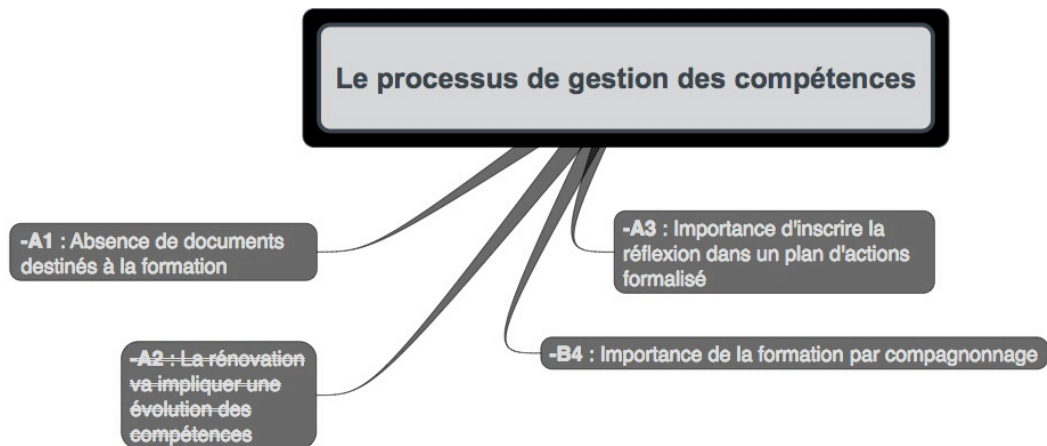 Le processus de gestion des compétences
-A1 : Absence de documents
destinés à la formation
-A3 : Importance d'inscrire la
réflexion dans un plan d'actions
formalisé
-A2 : La rénovation
va impliquer une
évolution des
compétences
-B4 : Importance de la formation par compagnonnage